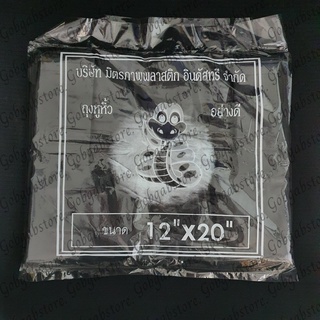 บริษัท มิตรภาพพลาสติก อินดัสทรี จำกัด
ถุงหูหิ้ว อย่างดี
ขนาด 12"x20"
Gobgabstore